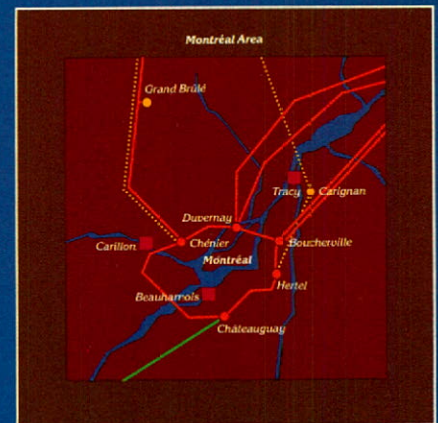 Montréal Area
Grand Brûlé
Tracy
Carignan
Duvernay
Carillon
Chénier
Boucherville
Montréal
Hertel
Beauharnois
Châteauguay